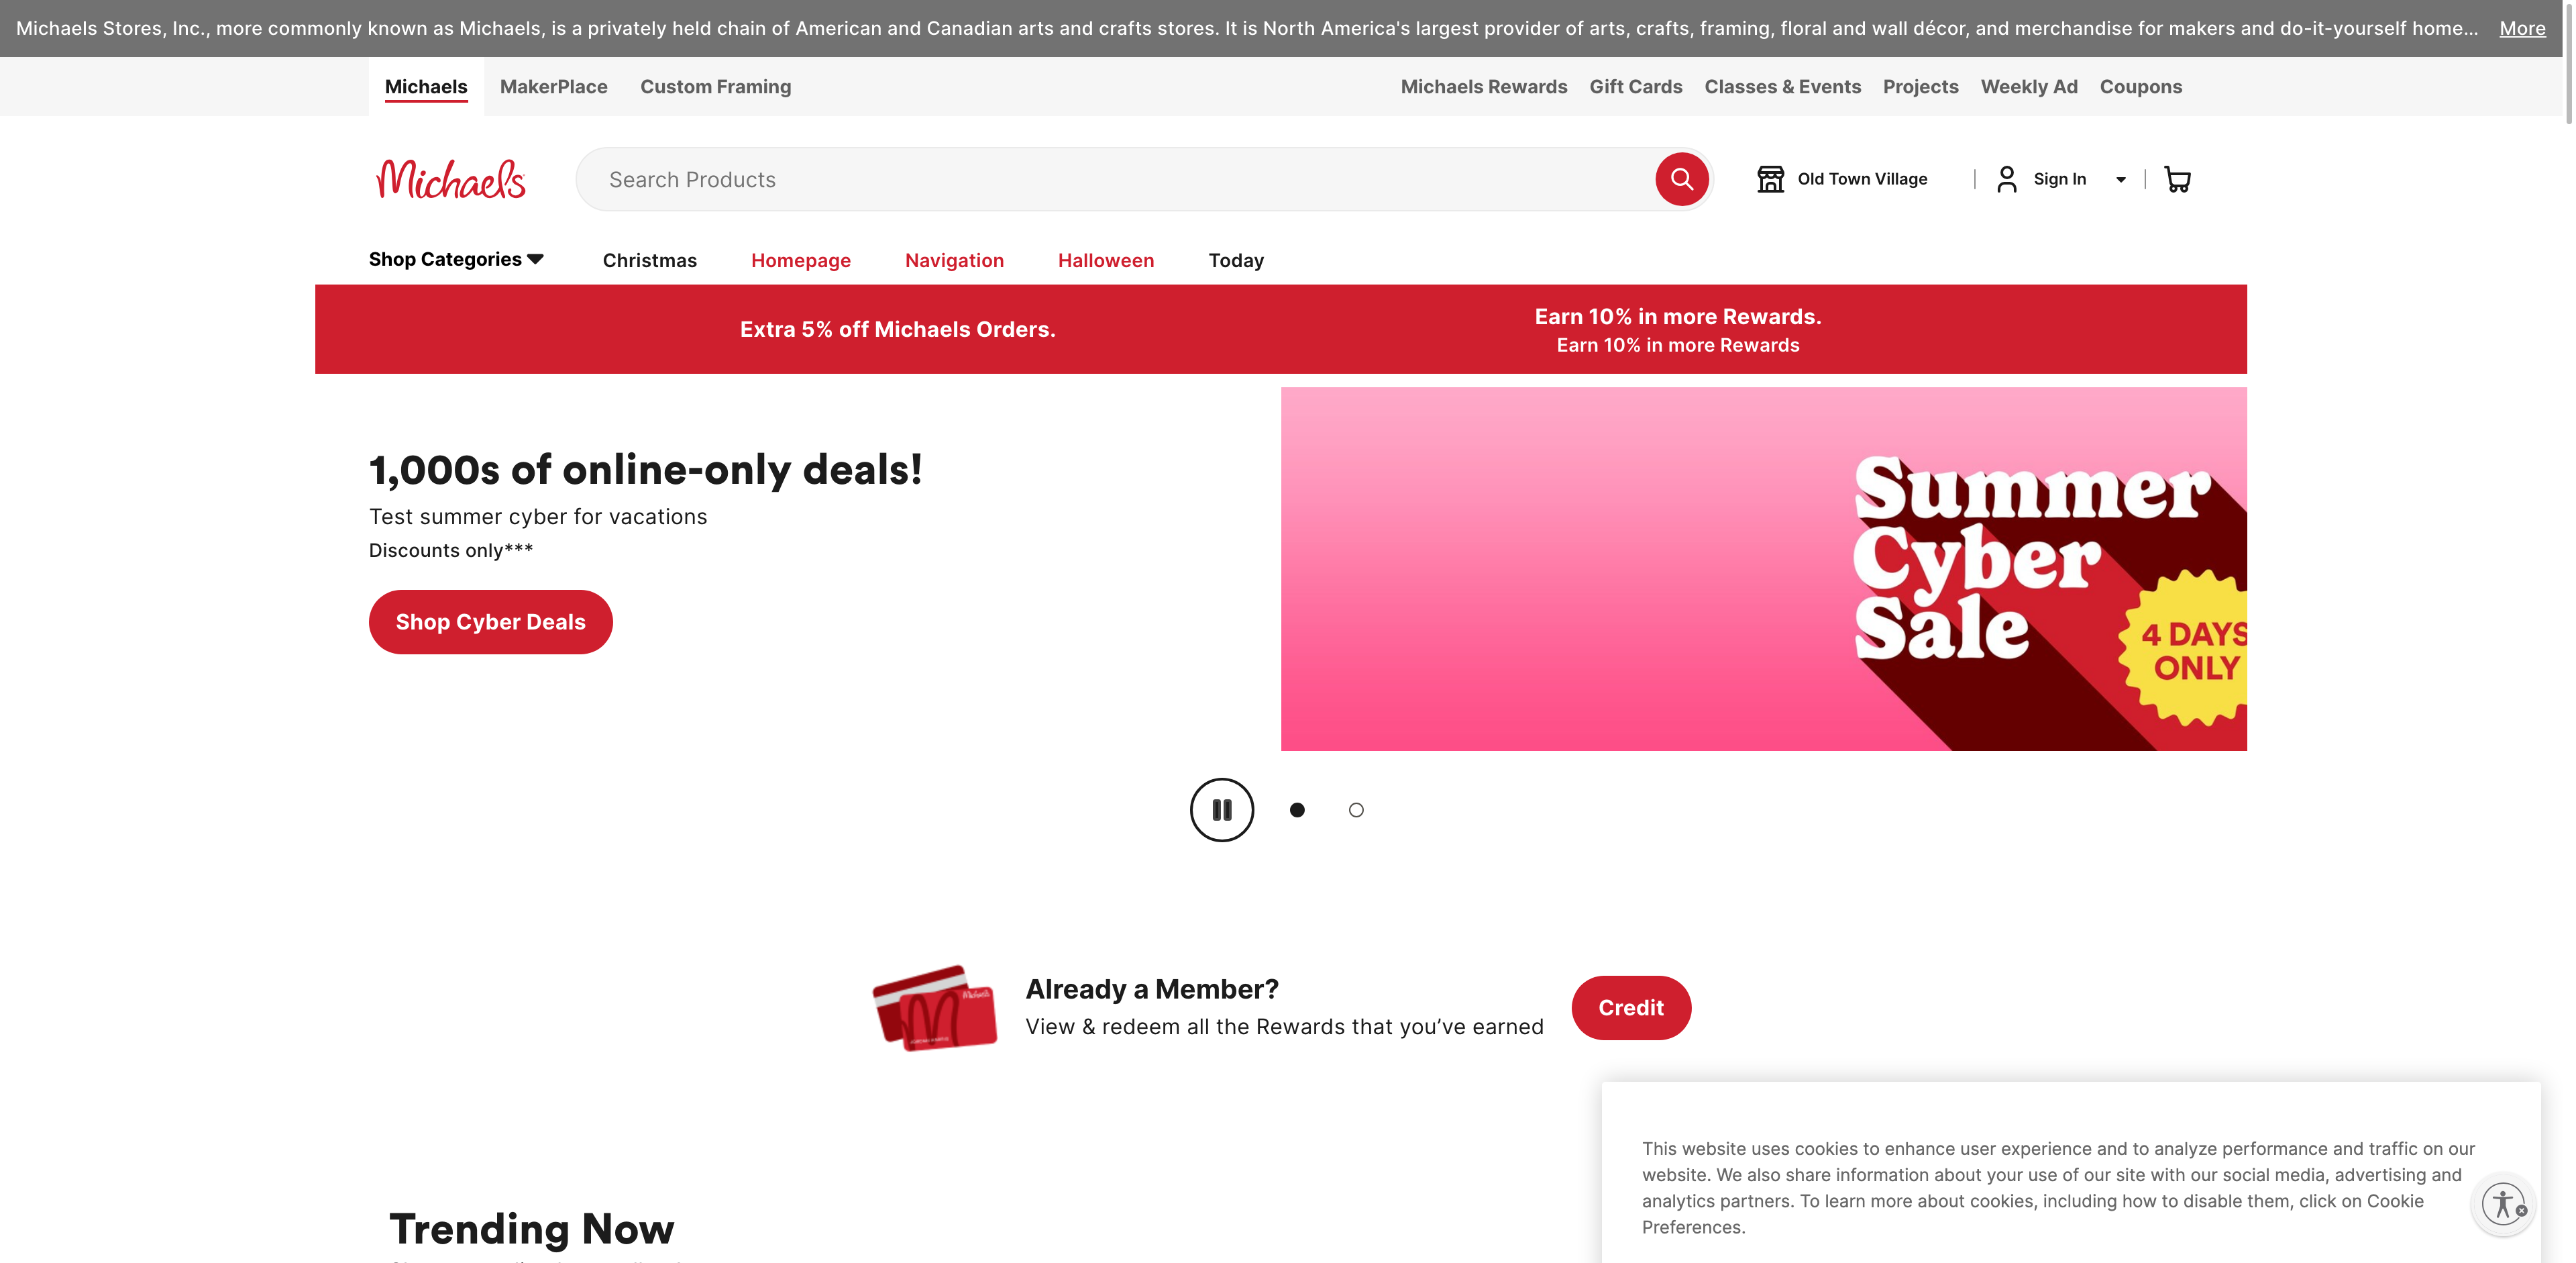 Michaels Stores, Inc., more commonly known as Michaels, is a privately held chain of American and Canadian arts and crafts stores. It is North America's largest provider of arts, crafts, framing, floral and wall décor, and merchandise for makers and do-it-yourself home... More
Michaels MakerPlace Custom Framing Michaels Rewards Gift Cards Classes & Events Projects Weekly Ad Coupons
Michaels Search Products Old Town Village Sign In
Shop Categories Christmas Homepage Navigation Halloween Today
Extra 5% off Michaels Orders.
Earn 10% in more Rewards.
Earn 10% in more Rewards
1,000s of online-only deals!
Test summer cyber for vacations
Discounts only***
Shop Cyber Deals
Summer
Cyber
Sale
4 DAYS
ONLY
Already a Member?
View & redeem all the Rewards that you’ve earned
Credit
Trending Now
This website uses cookies to enhance user experience and to analyze performance and traffic on our
website. We also share information about your use of our site with our social media, advertising and
analytics partners. To learn more about cookies, including how to disable them, click on Cookie
Preferences.